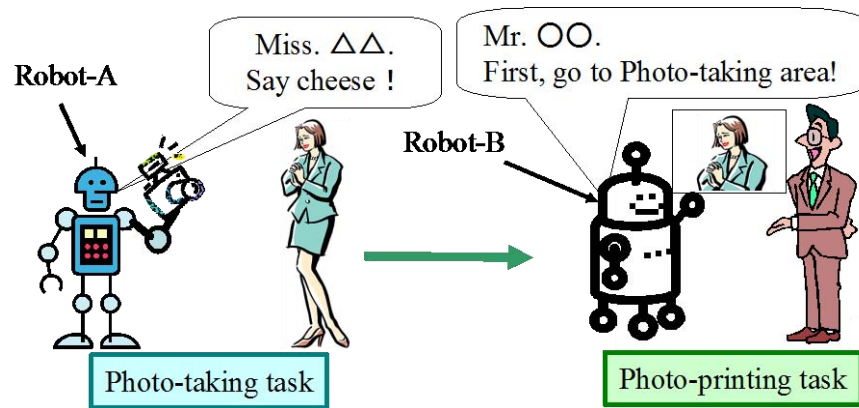 Miss. △△.
Say cheese !
Robot-A
Mr. ○○.
First, go to Photo-taking area!
Robot-B
Photo-taking task
Photo-printing task